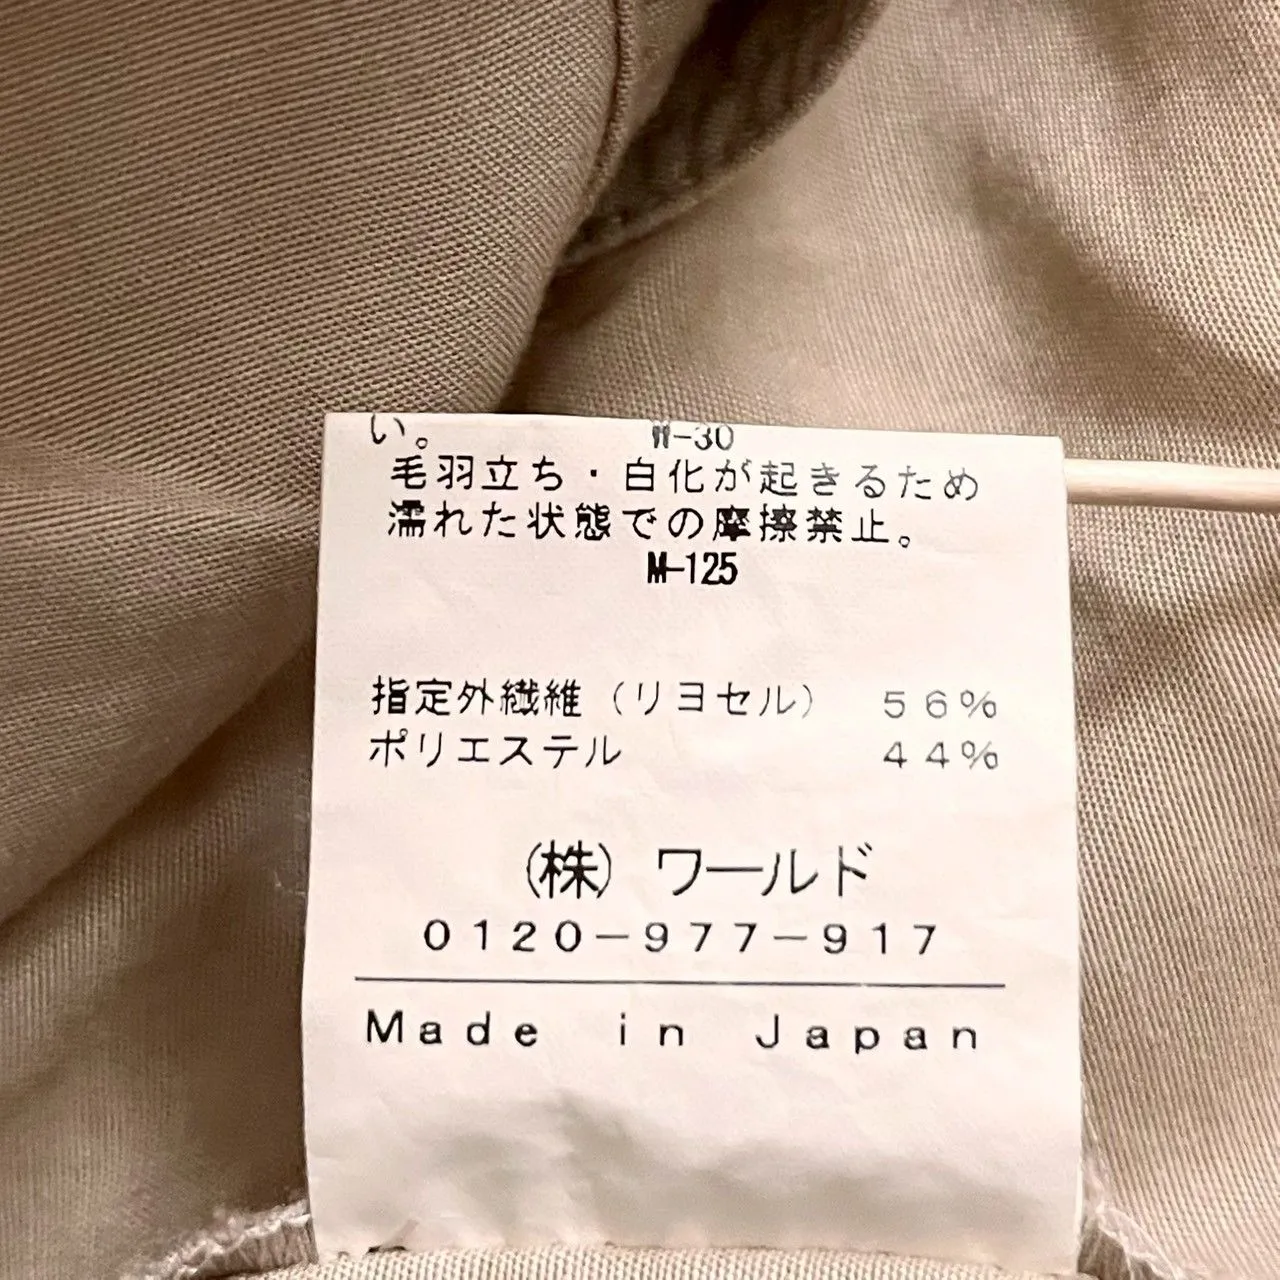 い。 W-30
毛羽立ち・白化が起きるため
濡れた状態での摩擦禁止。
M-125
指定外繊維（リヨセル） 56%
ポリエステル 44%
(株) ワールド
0120-977-917
Made in Japan